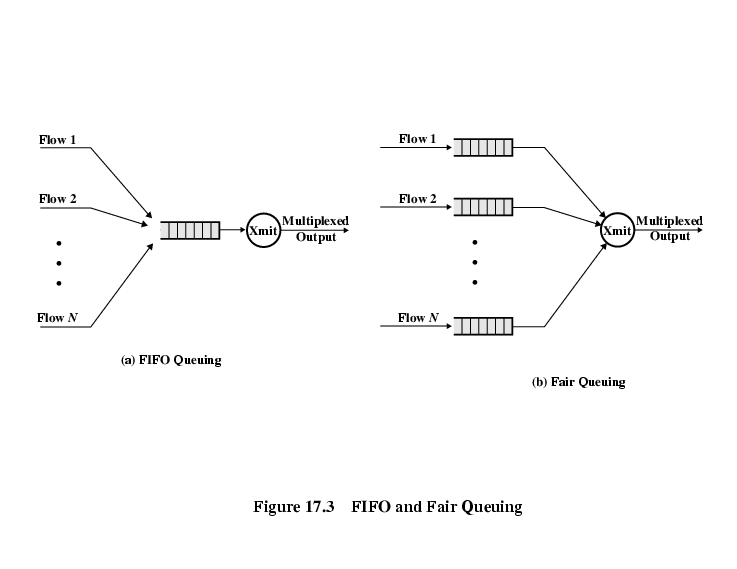 Flow 1
Flow 2
Flow N
Xmit
Multiplexed
Output
(a) FIFO Queuing
Flow 1
Flow 2
Flow N
Xmit
Multiplexed
Output
(b) Fair Queuing
Figure 17.3 FIFO and Fair Queuing